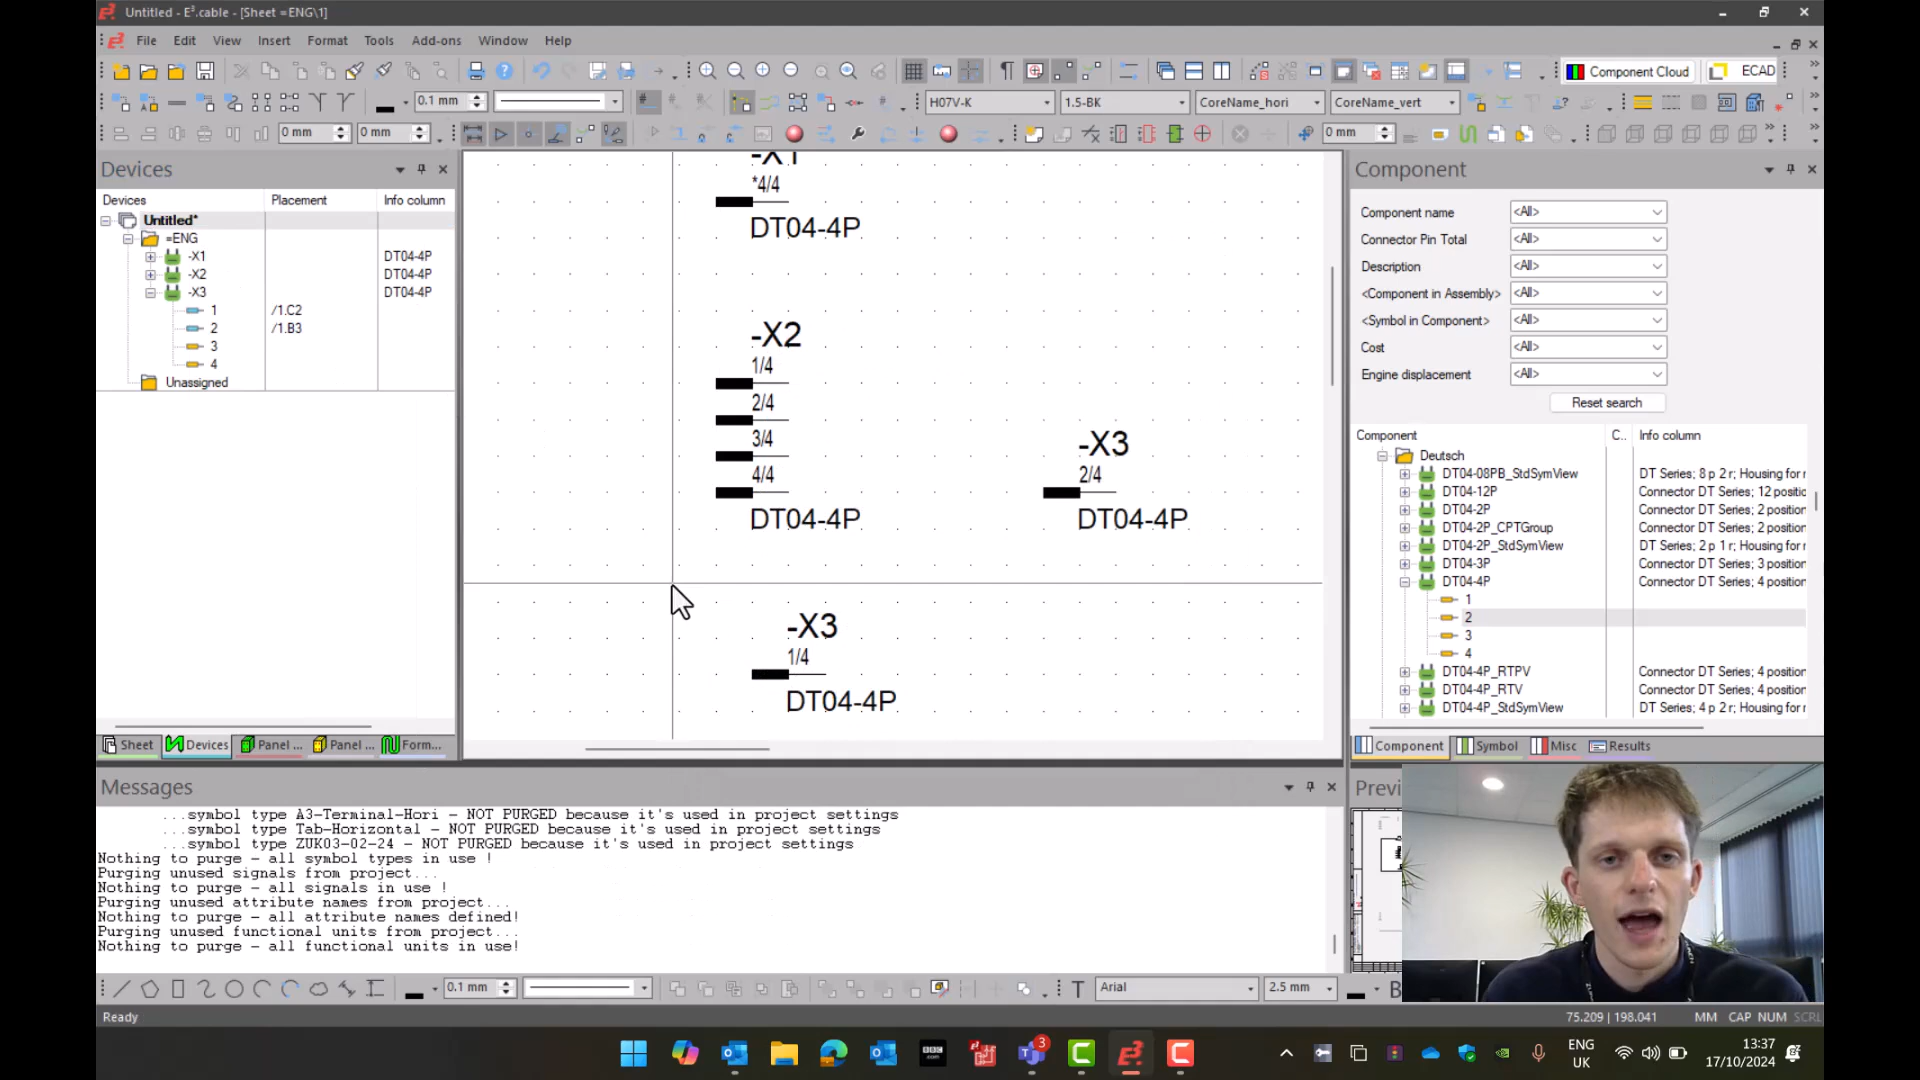 Untitled - E³.cable - [Sheet =ENG\1]
File Edit View Insert Format Tools Add-ons Window Help
Component Cloud ECAD
0.1 mm H07V-K 1.5-BK CoreName_hori CoreName_vert
0 mm 0 mm 0 mm
Devices
Devices Placement Info column
Untitled*
=ENG
-X1 DT04-4P
-X2 DT04-4P
-X3 DT04-4P
1 /1.C2
2 /1.B3
3
4
Unassigned
Sheet Devices Panel ... Panel ... Form...
-X1
*4/4
DT04-4P
-X2
1/4
2/4
3/4
4/4
DT04-4P
-X3
2/4
DT04-4P
-X3
1/4
DT04-4P
Component
Component name <All>
Connector Pin Total <All>
Description <All>
<Component in Assembly> <All>
<Symbol in Component> <All>
Cost <All>
Engine displacement <All>
Reset search
Component C.. Info column
Deutsch
DT04-08PB_StdSymView DT Series; 8 p 2 r; Housing for
DT04-12P Connector DT Series; 12 positio
DT04-2P Connector DT Series; 2 position
DT04-2P_CPTGroup Connector DT Series; 2 position
DT04-2P_StdSymView DT Series; 2 p 1 r; Housing for
DT04-3P Connector DT Series; 3 position
DT04-4P Connector DT Series; 4 position
1
2
3
4
DT04-4P_RTPV Connector DT Series; 4 position
DT04-4P_RTV Connector DT Series; 4 position
DT04-4P_StdSymView DT Series; 4 p 2 r; Housing for
Component Symbol Misc Results
Messages
...symbol type A3-Terminal-Hori - NOT PURGED because it's used in project settings
...symbol type Tab-Horizontal - NOT PURGED because it's used in project settings
...symbol type ZUK03-02-24 - NOT PURGED because it's used in project settings
Nothing to purge - all symbol types in use !
Purging unused signals from project...
Nothing to purge - all signals in use !
Purging unused attribute names from project...
Nothing to purge - all attribute names defined!
Purging unused functional units from project...
Nothing to purge - all functional units in use!
Previ
0.1 mm T Arial 2.5 mm B
Ready 75.209 | 198.041 MM CAP NUM SCRL
3 ENG
UK
13:37
17/10/2024